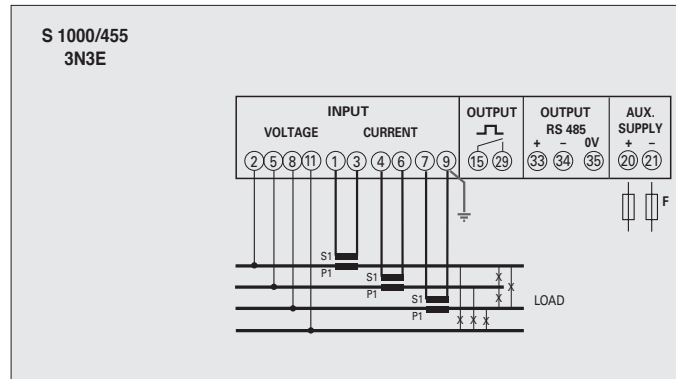 S 1000/455
3N3E
INPUT
VOLTAGE CURRENT
2 5 8 11 1 3 4 6 7 9
OUTPUT
15 29
OUTPUT
RS 485
+ – 0V
33 34 35
AUX.
SUPPLY
+ –
20 21
F
S1
P1
S1
P1
S1
P1
x x x x x x
LOAD